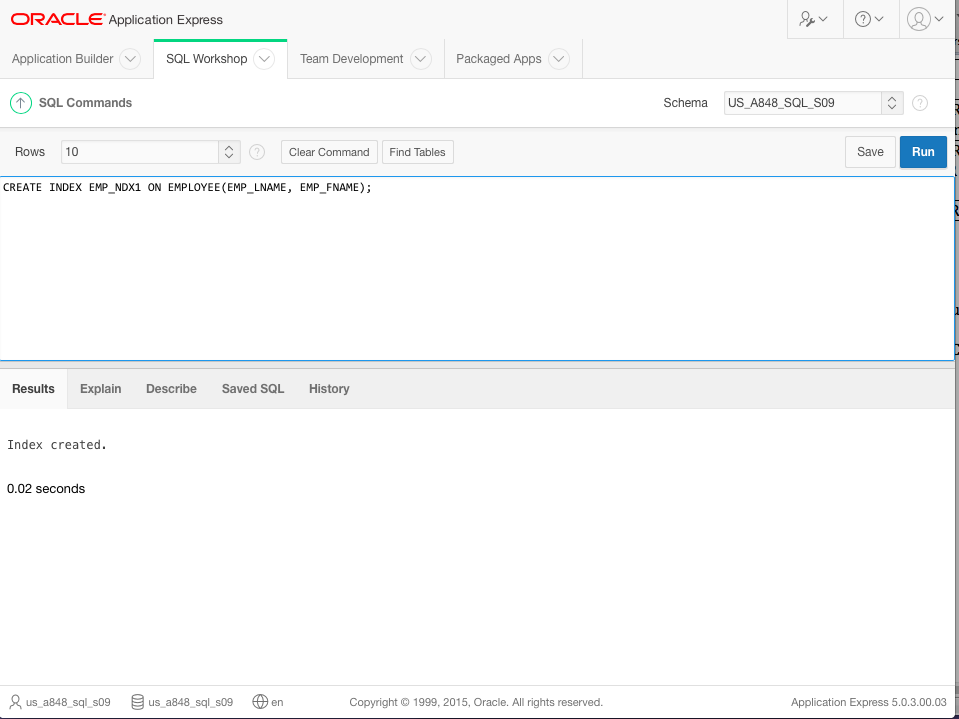 ORACLE Application Express
Application Builder SQL Workshop Team Development Packaged Apps
SQL Commands Schema US_A848_SQL_S09 ?
Rows 10 ? Clear Command Find Tables Save Run
CREATE INDEX EMP_NDX1 ON EMPLOYEE(EMP_LNAME, EMP_FNAME);
Results Explain Describe Saved SQL History
Index created.
0.02 seconds
us_a848_sql_s09 us_a848_sql_s09 en Copyright © 1999, 2015, Oracle. All rights reserved. Application Express 5.0.3.00.03